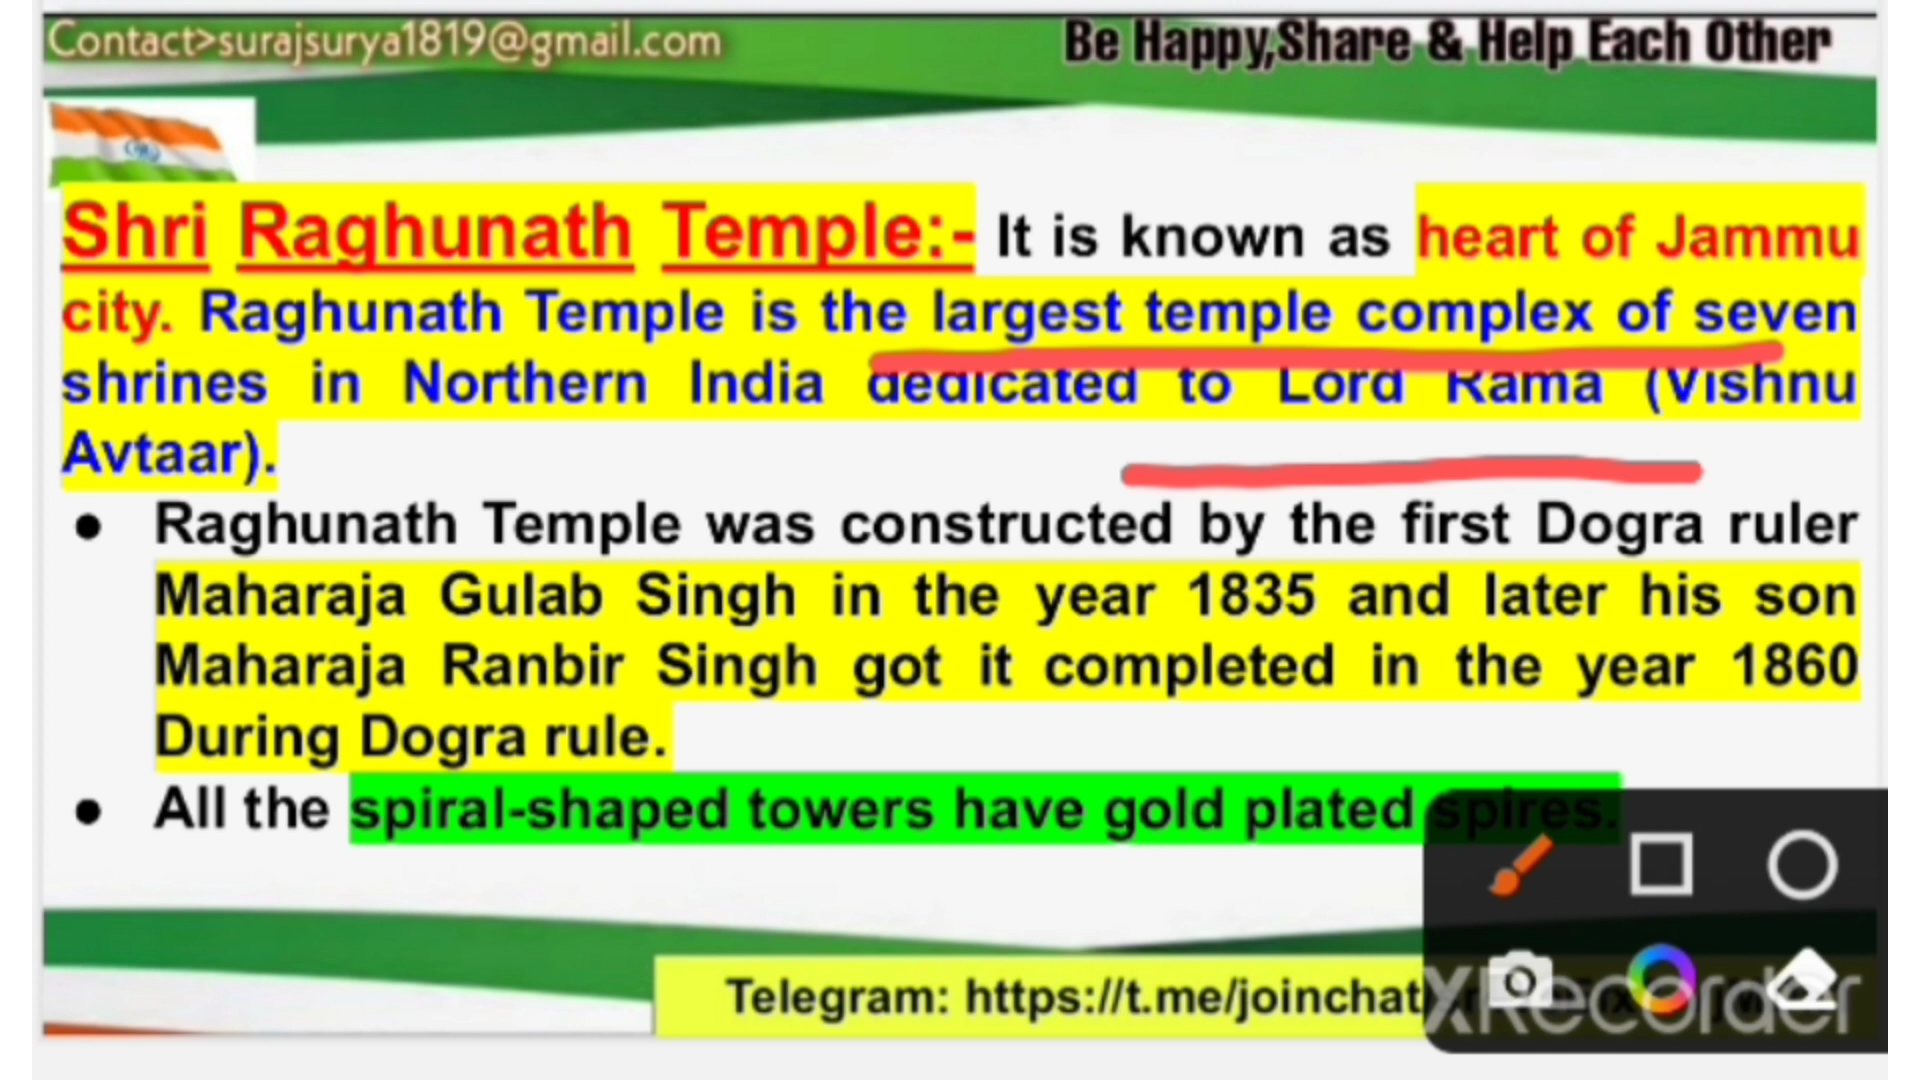 Contact>surajsurya1819@gmail.com
Be Happy,Share & Help Each Other
Shri Raghunath Temple:- It is known as heart of Jammu
city. Raghunath Temple is the largest temple complex of seven
shrines in Northern India dedicated to Lord Rama (Vishnu
Avtaar).
● Raghunath Temple was constructed by the first Dogra ruler
Maharaja Gulab Singh in the year 1835 and later his son
Maharaja Ranbir Singh got it completed in the year 1860
During Dogra rule.
● All the spiral-shaped towers have gold plated spires.
Telegram: https://t.me/joinchat
XRecorder